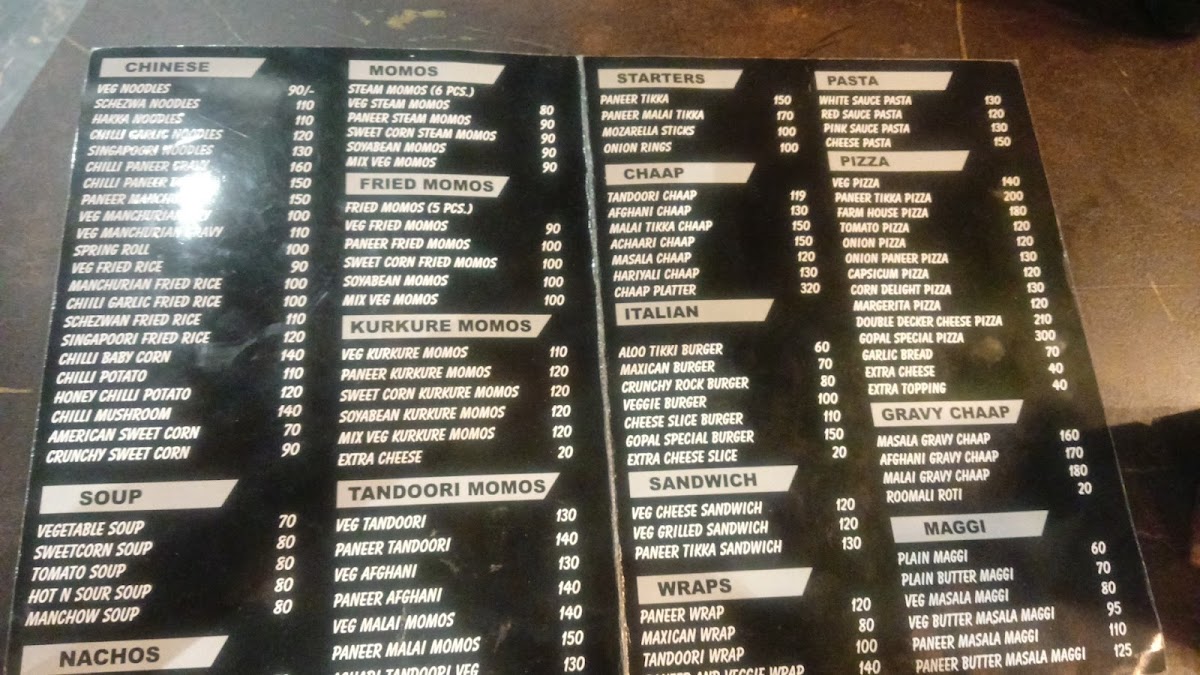 CHINESE
VEG NOODLES 90/-
SCHEZWA NOODLES 110
HAKKA NOODLES 110
CHILLI GARLIC NOODLES 120
SINGAPOORI NOODLES 130
CHILLI PANEER GRAVY 160
CHILLI PANEER 150
PANEER MANCHURIAN 150
VEG MANCHURIAN 100
VEG MANCHURIAN GRAVY 110
SPRING ROLL 100
VEG FRIED RICE 90
MANCHURIAN FRIED RICE 100
CHIILI GARLIC FRIED RICE 100
SCHEZWAN FRIED RICE 110
SINGAPOORI FRIED RICE 120
CHILLI BABY CORN 140
CHILLI POTATO 110
HONEY CHILLI POTATO 120
CHILLI MUSHROOM 140
AMERICAN SWEET CORN 70
CRUNCHY SWEET CORN 90
SOUP
VEGETABLE SOUP 70
SWEETCORN SOUP 80
TOMATO SOUP 80
HOT N SOUR SOUP 80
MANCHOW SOUP 80
NACHOS
MOMOS
STEAM MOMOS (6 PCS.)
VEG STEAM MOMOS 80
PANEER STEAM MOMOS 90
SWEET CORN STEAM MOMOS 90
SOYABEAN MOMOS 90
MIX VEG MOMOS 90
FRIED MOMOS
FRIED MOMOS (5 PCS.)
VEG FRIED MOMOS 90
PANEER FRIED MOMOS 100
SWEET CORN FRIED MOMOS 100
SOYABEAN MOMOS 100
MIX VEG MOMOS 100
KURKURE MOMOS
VEG KURKURE MOMOS 110
PANEER KURKURE MOMOS 120
SWEET CORN KURKURE MOMOS 120
SOYABEAN KURKURE MOMOS 120
MIX VEG KURKURE MOMOS 120
EXTRA CHEESE 20
TANDOORI MOMOS
VEG TANDOORI 130
PANEER TANDOORI 140
VEG AFGHANI 130
PANEER AFGHANI 140
VEG MALAI MOMOS 140
PANEER MALAI MOMOS 150
ACHARI TANDOORI VEG 130
STARTERS
PANEER TIKKA 150
PANEER MALAI TIKKA 170
MOZARELLA STICKS 100
ONION RINGS 100
CHAAP
TANDOORI CHAAP 119
AFGHANI CHAAP 130
MALAI TIKKA CHAAP 150
ACHAARI CHAAP 150
MASALA CHAAP 120
HARIYALI CHAAP 130
CHAAP PLATTER 320
ITALIAN
ALOO TIKKI BURGER 60
MAXICAN BURGER 70
CRUNCHY ROCK BURGER 80
VEGGIE BURGER 100
CHEESE SLICE BURGER 110
GOPAL SPECIAL BURGER 150
EXTRA CHEESE SLICE 20
SANDWICH
VEG CHEESE SANDWICH 120
VEG GRILLED SANDWICH 120
PANEER TIKKA SANDWICH 130
WRAPS
PANEER WRAP 120
MAXICAN WRAP 80
TANDOORI WRAP 100
PANEER AND VEGGIE WRAP 140
PASTA
WHITE SAUCE PASTA 130
RED SAUCE PASTA 120
PINK SAUCE PASTA 130
CHEESE PASTA 150
PIZZA
VEG PIZZA 140
PANEER TIKKA PIZZA 200
FARM HOUSE PIZZA 180
TOMATO PIZZA 120
ONION PIZZA 120
ONION PANEER PIZZA 130
CAPSICUM PIZZA 120
CORN DELIGHT PIZZA 130
MARGERITA PIZZA 120
DOUBLE DECKER CHEESE PIZZA 210
GOPAL SPECIAL PIZZA 300
GARLIC BREAD 70
EXTRA CHEESE 40
EXTRA TOPPING 40
GRAVY CHAAP
MASALA GRAVY CHAAP 160
AFGHANI GRAVY CHAAP 170
MALAI GRAVY CHAAP 180
ROOMALI ROTI 20
MAGGI
PLAIN MAGGI 60
PLAIN BUTTER MAGGI 70
VEG MASALA MAGGI 80
VEG BUTTER MASALA MAGGI 95
PANEER MASALA MAGGI 110
PANEER BUTTER MASALA MAGGI 125